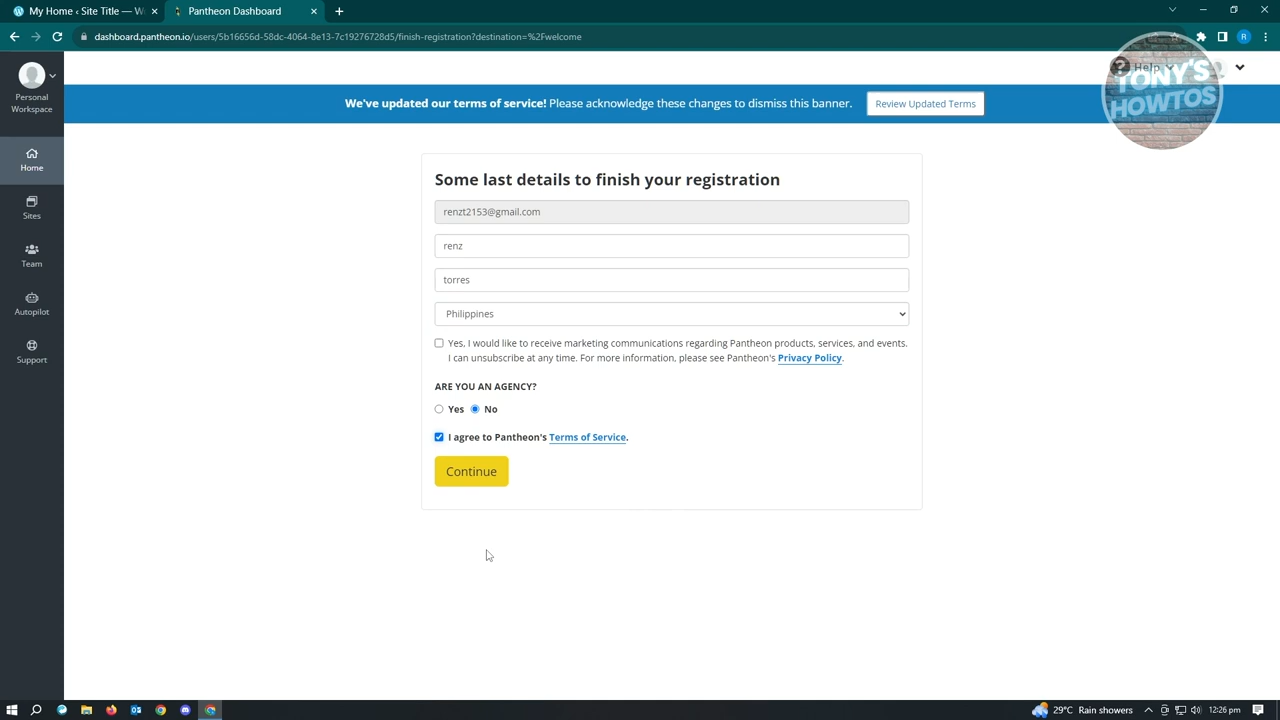 My Home ‹ Site Title — W
Pantheon Dashboard
dashboard.pantheon.io/users/5b16656d-58dc-4064-8e13-7c19276728d5/finish-registration?destination=%2Fwelcome
R
Help
TONY'S
HOWTOS
Personal
Workspace
We've updated our terms of service! Please acknowledge these changes to dismiss this banner.
Review Updated Terms
Home
Sites
Team
Autopilot
Support
Some last details to finish your registration
renzt2153@gmail.com
renz
torres
Philippines
Yes, I would like to receive marketing communications regarding Pantheon products, services, and events.
I can unsubscribe at any time. For more information, please see Pantheon's Privacy Policy.
ARE YOU AN AGENCY?
Yes No
I agree to Pantheon's Terms of Service.
Continue
29°C Rain showers
12:26 pm